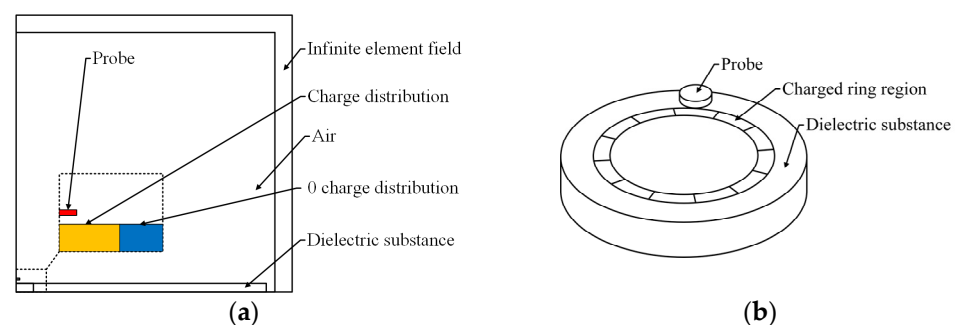 Infinite element field
Probe
Charge distribution
Air
0 charge distribution
Dielectric substance
(a)
Probe
Charged ring region
Dielectric substance
(b)